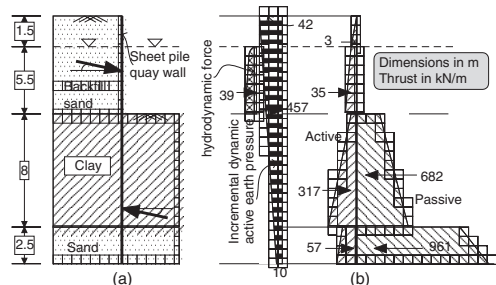 1.5
5.5
8
2.5
Sheet pile
quay wall
Backfill
sand
Clay
Sand
(a)
hydrodynamic force
Incremental dynamic
active earth pressure
42
39
457
10
3
35
Dimensions in m
Thrust in kN/m
Active
Passive
682
317
57
961
(b)